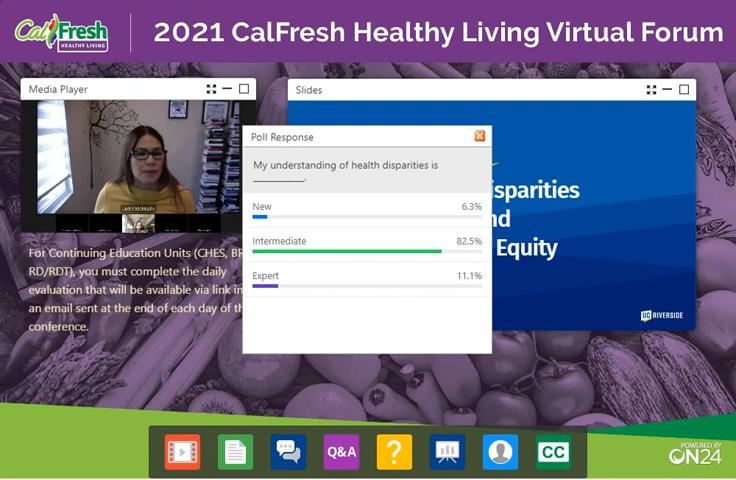 CalFresh
HEALTHY LIVING
2021 CalFresh Healthy Living Virtual Forum
Media Player
Slides
Poll Response
My understanding of health disparities is
___________.
New 6.3%
Intermediate 82.5%
Expert 11.1%
isparities
nd
Equity
UC RIVERSIDE
For Continuing Education Units (CHES, BR
RD/RDT), you must complete the daily
evaluation that will be available via link in
an email sent at the end of each day of th
conference.
Q&A
?
CC
POWERED BY
ON24